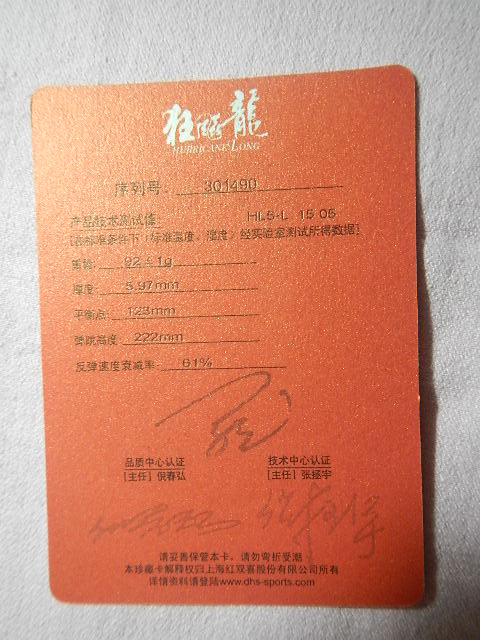 狂飚龍
HURRICANE LONG
序列号: 301490
产品技术测试值: HL5-L 15 05
[在标准条件下(标准温度、湿度)经实验室测试所得数据]
重量: 92±1g
厚度: 5.97mm
平衡点: 123mm
弹跳高度: 222mm
反弹速度衰减率: 61%
品质中心认证 技术中心认证
[主任] 倪春弘 [主任] 张拯宇
请妥善保管本卡,请勿弯折受潮
本珍藏卡解释权归上海红双喜股份有限公司所有
详情资料请登陆www.dhs-sports.com